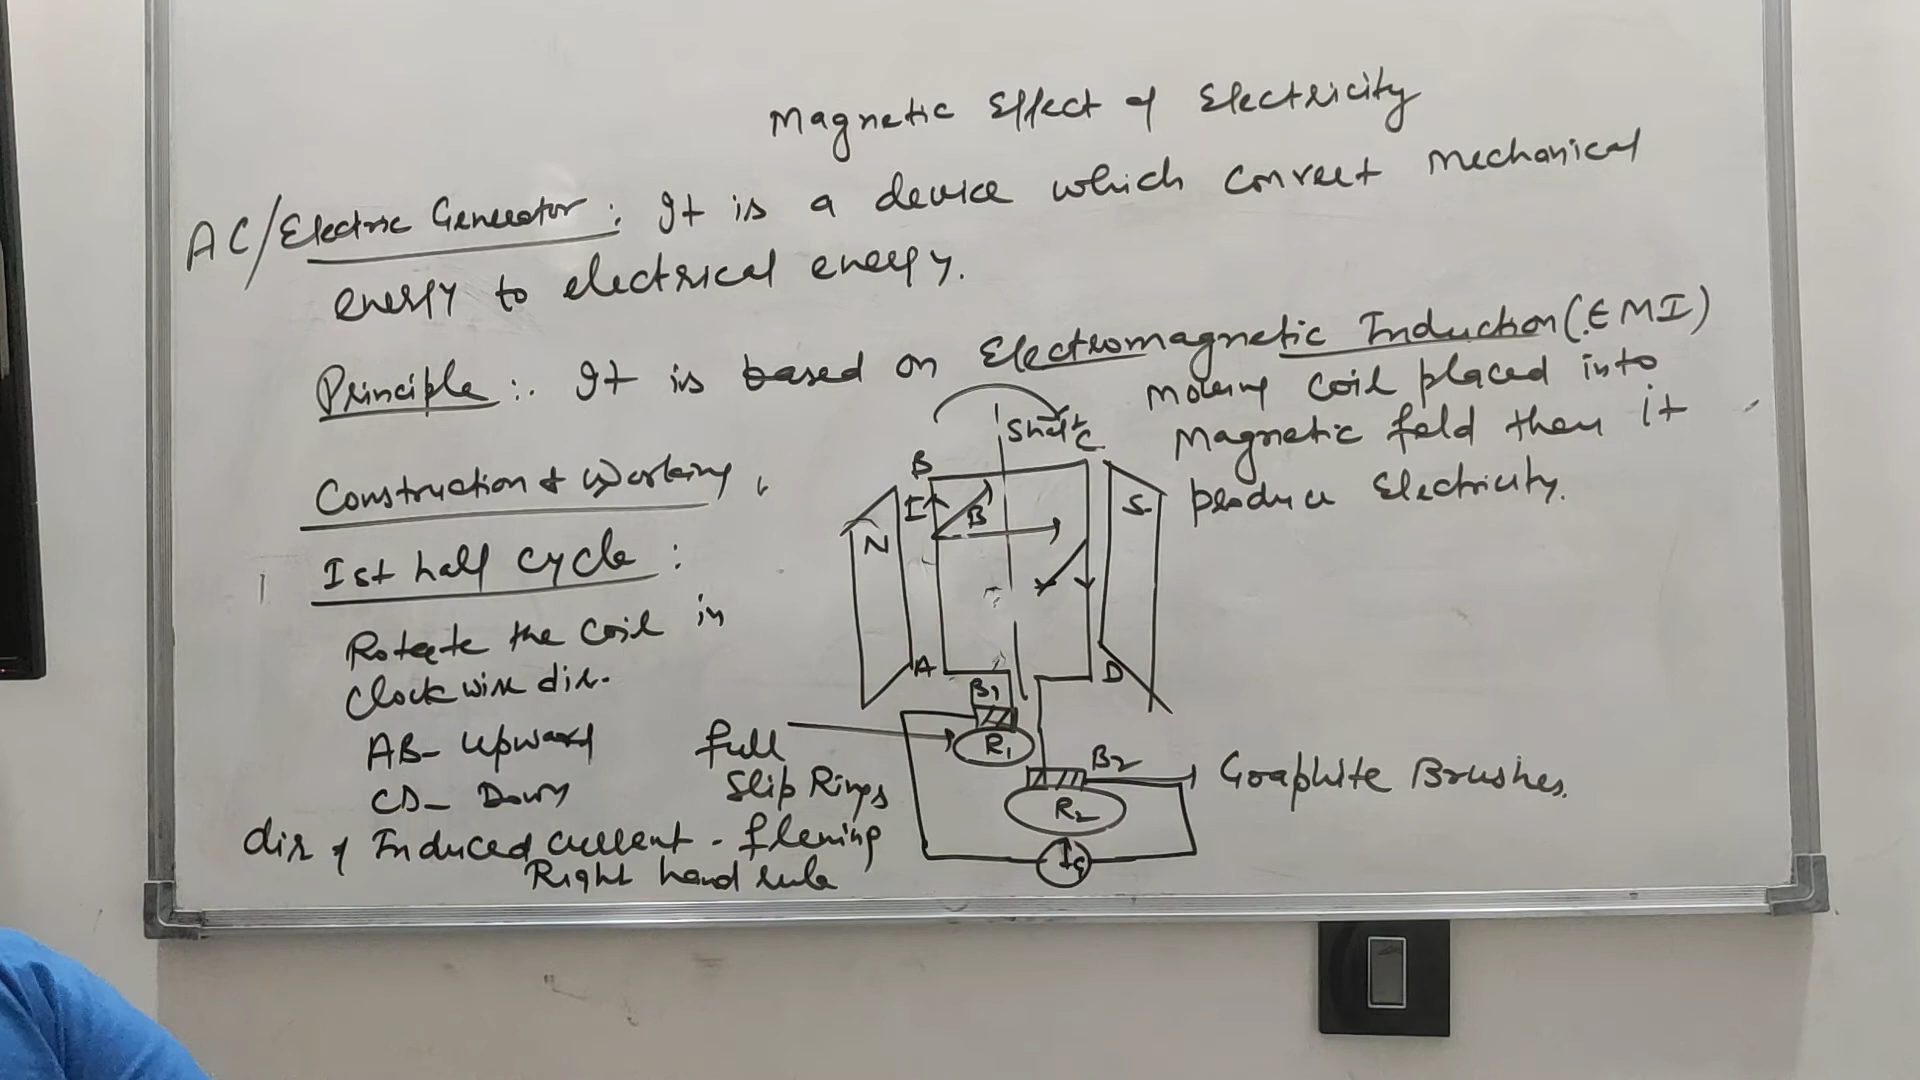 Magnetic Effect of Electricity
AC/Electric Generator: It is a device which convert mechanical
energy to electrical energy.
Principle:. It is based on Electromagnetic Induction (EMI)
Moving coil placed into
Magnetic field then it
produce Electricity.
Construction & Working,
Ist half cycle:
Rotate the coil in
Clockwise dir.
AB- Upward
CD- Down
dir of Induced current - fleming
Right hand rule
full
Slip Rings
Shaft
B
C
I
B
N
S
A
D
B1
R1
B2
R2
G
Graphite Brushes.